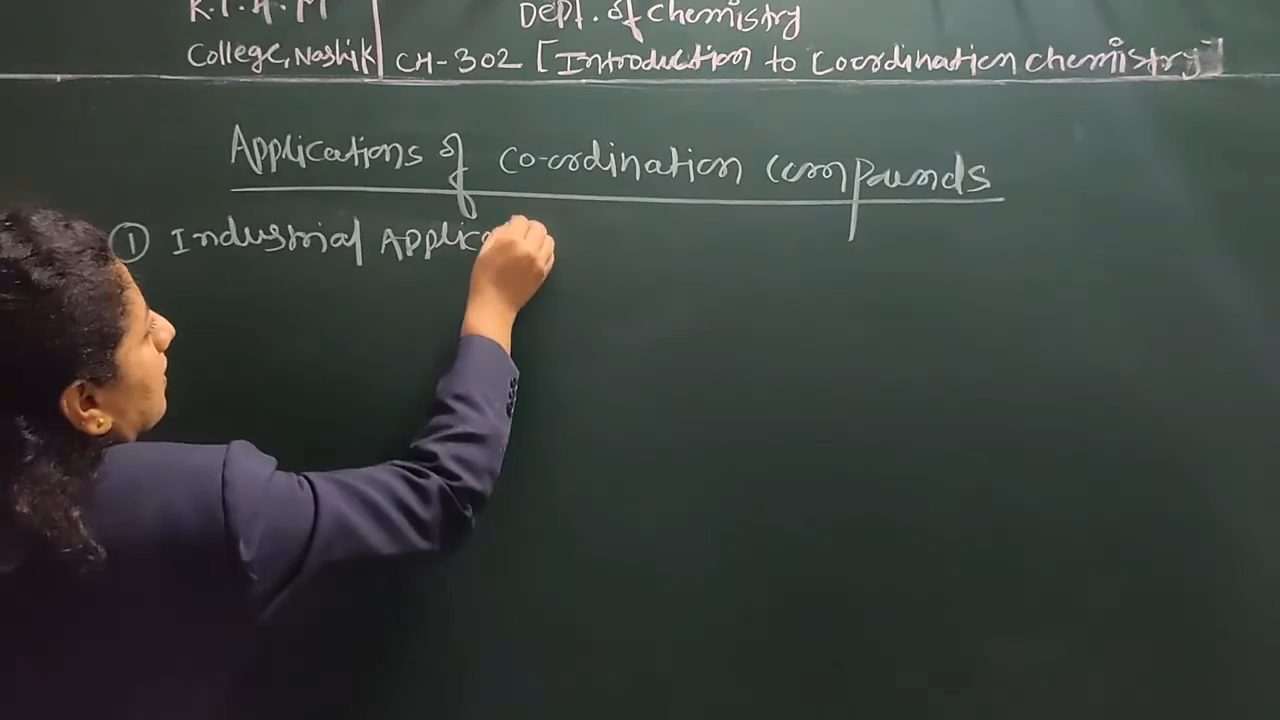 K.T.H.M
Dept. of Chemistry
College, Nashik
CH-302 [Introduction to Coordination chemistry]
Applications of co-ordination compounds
① Industrial Applic